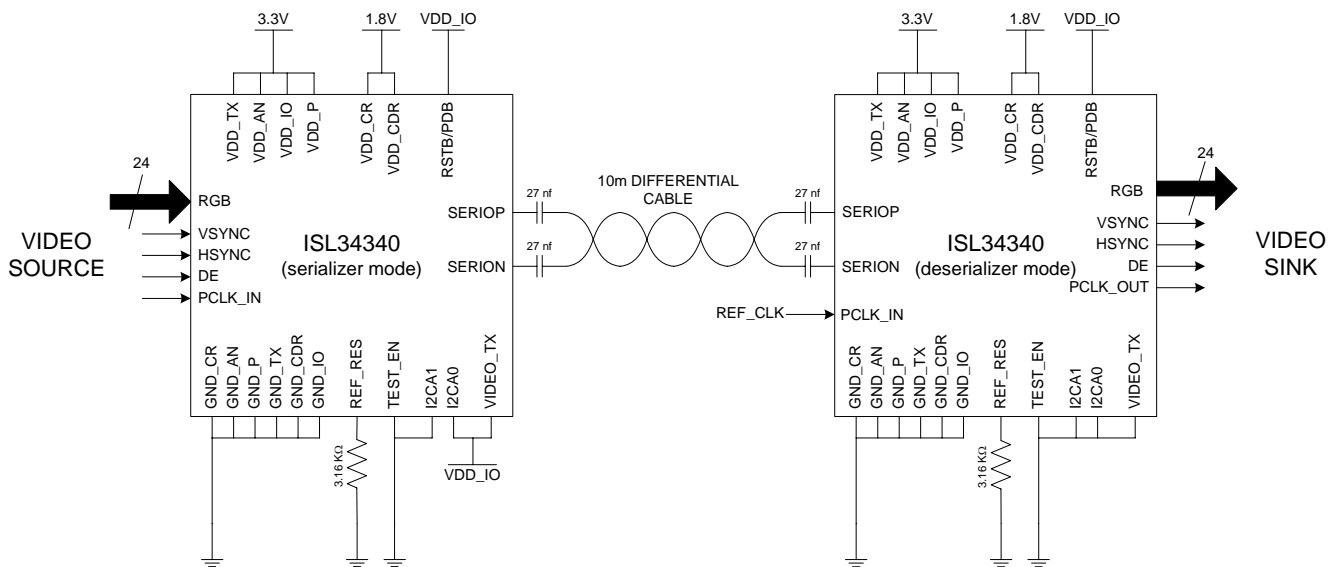 3.3V
1.8V
VDD_IO
VDD_TX
VDD_AN
VDD_IO
VDD_P
VDD_CR
VDD_CDR
RSTB/PDB
24
RGB
VIDEO
SOURCE
VSYNC
HSYNC
DE
PCLK_IN
ISL34340
(serializer mode)
SERIOP
SERION
GND_CR
GND_AN
GND_P
GND_TX
GND_CDR
GND_IO
REF_RES
TEST_EN
I2CA1
I2CA0
VIDEO_TX
3.16 KΩ
VDD_IO
27 nf
27 nf
10m DIFFERENTIAL
CABLE
27 nf
27 nf
REF_CLK
3.3V
1.8V
VDD_IO
VDD_TX
VDD_AN
VDD_IO
VDD_P
VDD_CR
VDD_CDR
RSTB/PDB
SERIOP
SERION
PCLK_IN
ISL34340
(deserializer mode)
24
RGB
VSYNC
HSYNC
DE
PCLK_OUT
VIDEO
SINK
GND_CR
GND_AN
GND_P
GND_TX
GND_CDR
GND_IO
REF_RES
TEST_EN
I2CA1
I2CA0
VIDEO_TX
3.16 KΩ